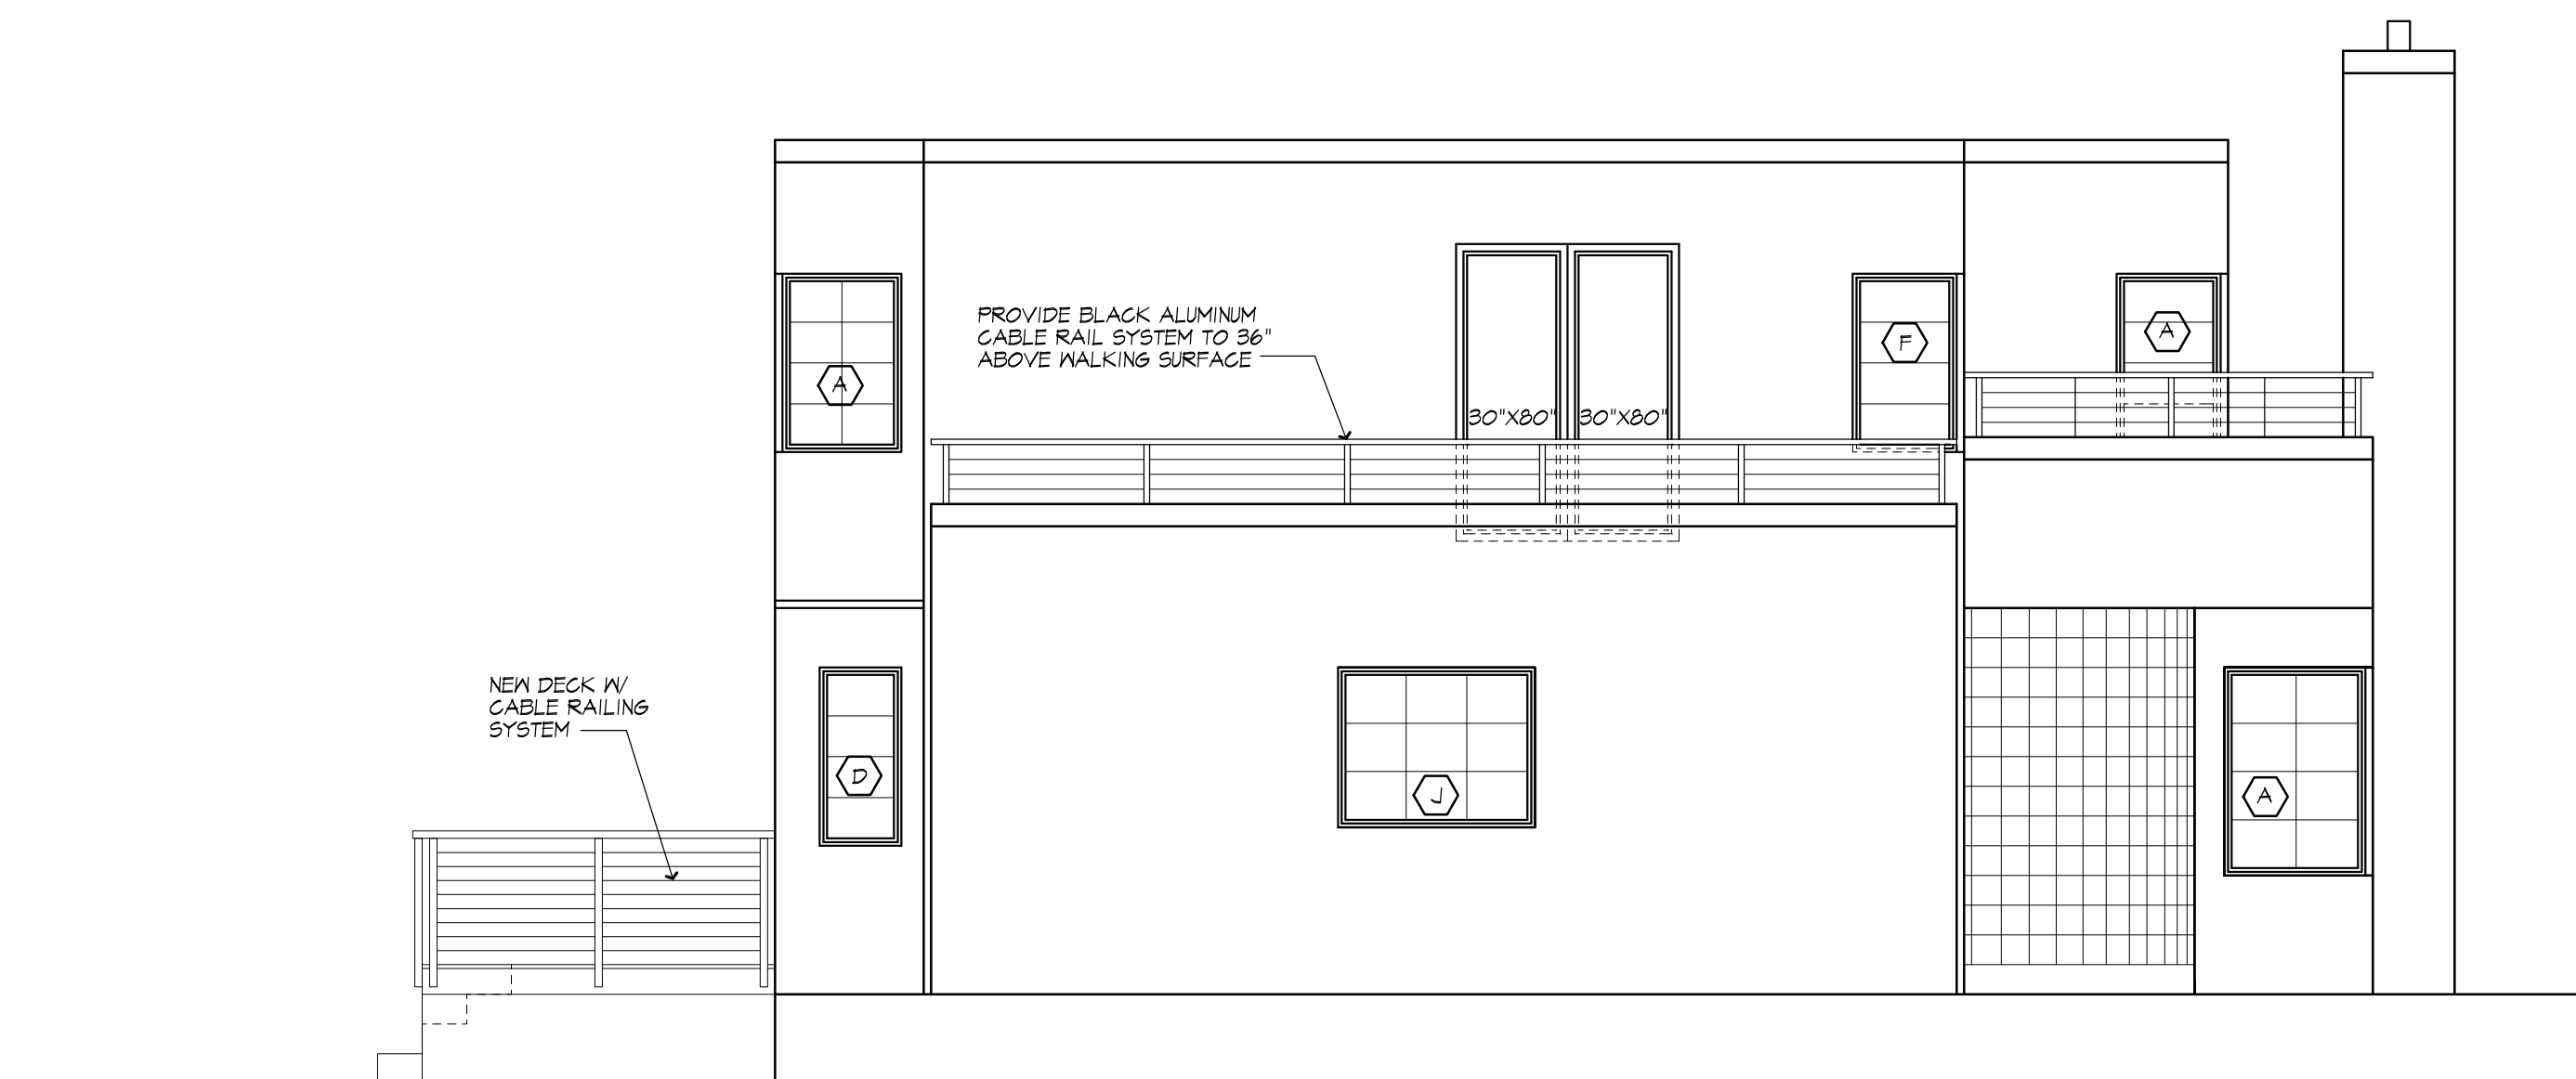 PROVIDE BLACK ALUMINUM
CABLE RAIL SYSTEM TO 36"
ABOVE WALKING SURFACE
A
F
A
30"X80"
30"X80"
NEW DECK W/
CABLE RAILING
SYSTEM
D
J
A